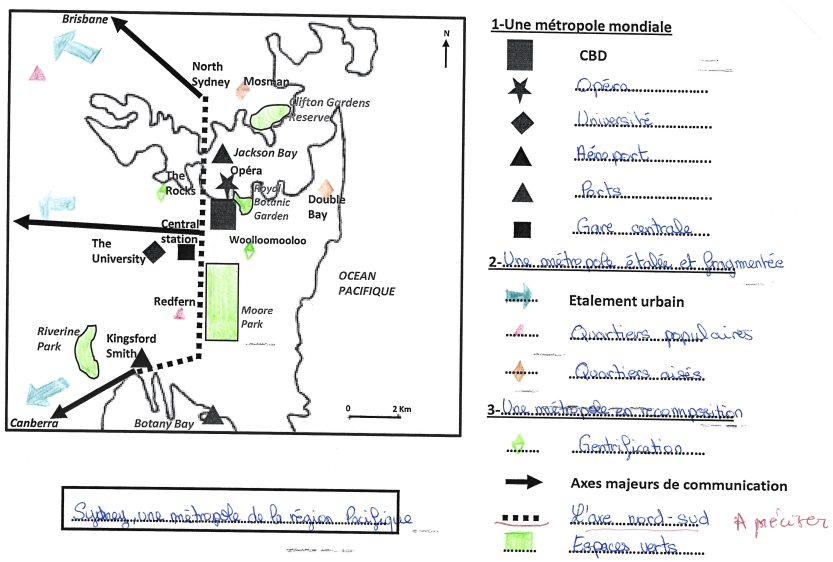 Brisbane
N
North
Sydney
Mosman
Clifton Gardens
Reserve
Jackson Bay
The
Rocks
Opéra
Royal
Botanic
Garden
Double
Bay
Central
station
The
University
Woolloomooloo
OCEAN
PACIFIQUE
Redfern
Moore
Park
Riverine
Park
Kingsford
Smith
Canberra
Botany Bay
0 2 Km
Sydney, une métropole de la région Pacifique
1-Une métropole mondiale
CBD
Opéra
Université
Aéroport
Ports
Gare centrale
2-Une métropole étalée et fragmentée
Etalement urbain
Quartiers populaires
Quartiers aisés
3-Une métropole en recomposition
Gentrification
Axes majeurs de communication
L'axe nord-sud A préciser
Espaces verts